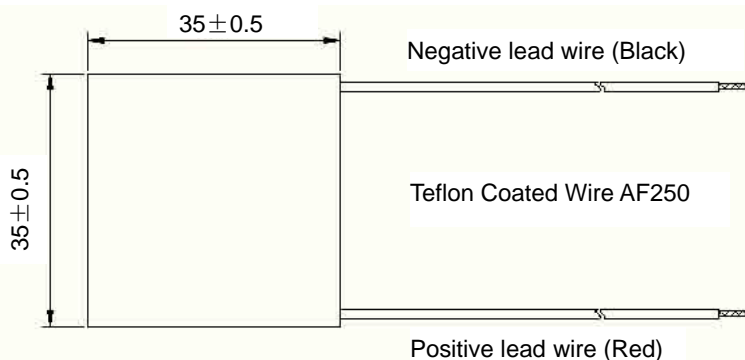 35±0.5
Negative lead wire (Black)
35±0.5
Teflon Coated Wire AF250
Positive lead wire (Red)